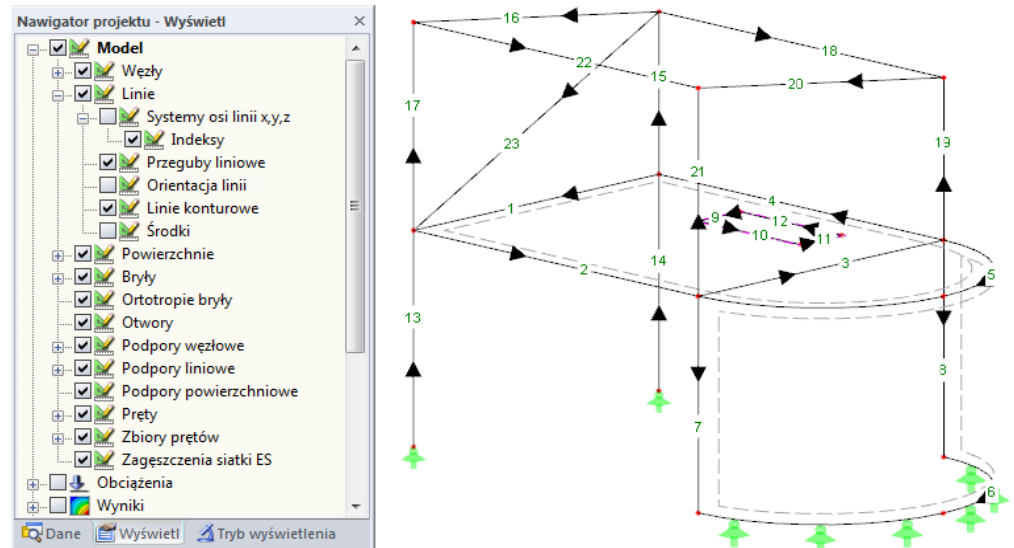 Nawigator projektu - Wyświetl
Model
Węzły
Linie
Systemy osi linii x,y,z
Indeksy
Przeguby liniowe
Orientacja linii
Linie konturowe
Środki
Powierzchnie
Bryły
Ortotropie bryły
Otwory
Podpory węzłowe
Podpory liniowe
Podpory powierzchniowe
Pręty
Zbiory prętów
Zagęszczenia siatki ES
Obciążenia
Wyniki
Dane
Wyświetl
Tryb wyświetlenia
16
18
22
15
20
17
23
19
21
1
4
9
12
10
11
2
14
3
5
13
8
7
6